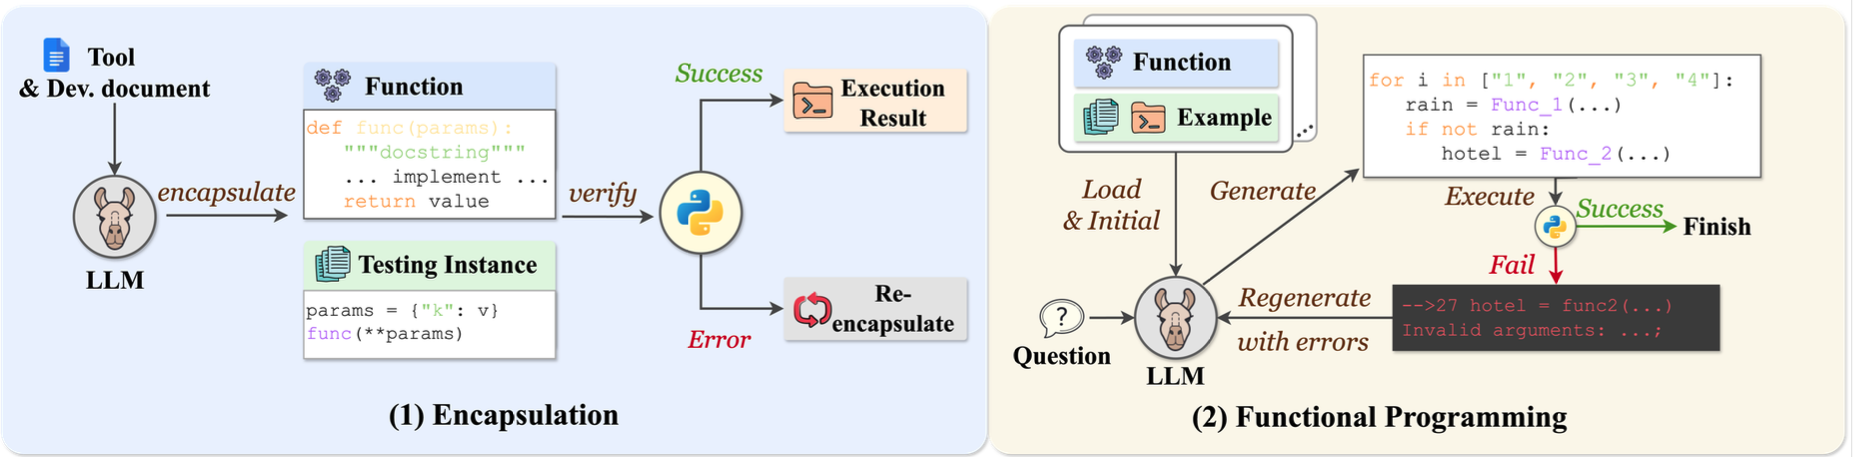 Tool
& Dev. document
LLM
encapsulate
Function
def func(params):
"""docstring"""
... implement ...
return value
Testing Instance
params = {"k": v}
func(**params)
verify
Success
Execution
Result
Error
Re-
encapsulate
(1) Encapsulation
Function
Example
Load
& Initial
Question
?
LLM
Generate
for i in ["1", "2", "3", "4"]:
rain = Func_1(...)
if not rain:
hotel = Func_2(...)
Execute
Success
Finish
Fail
-->27 hotel = func2(...)
Invalid arguments: ...;
Regenerate
with errors
(2) Functional Programming